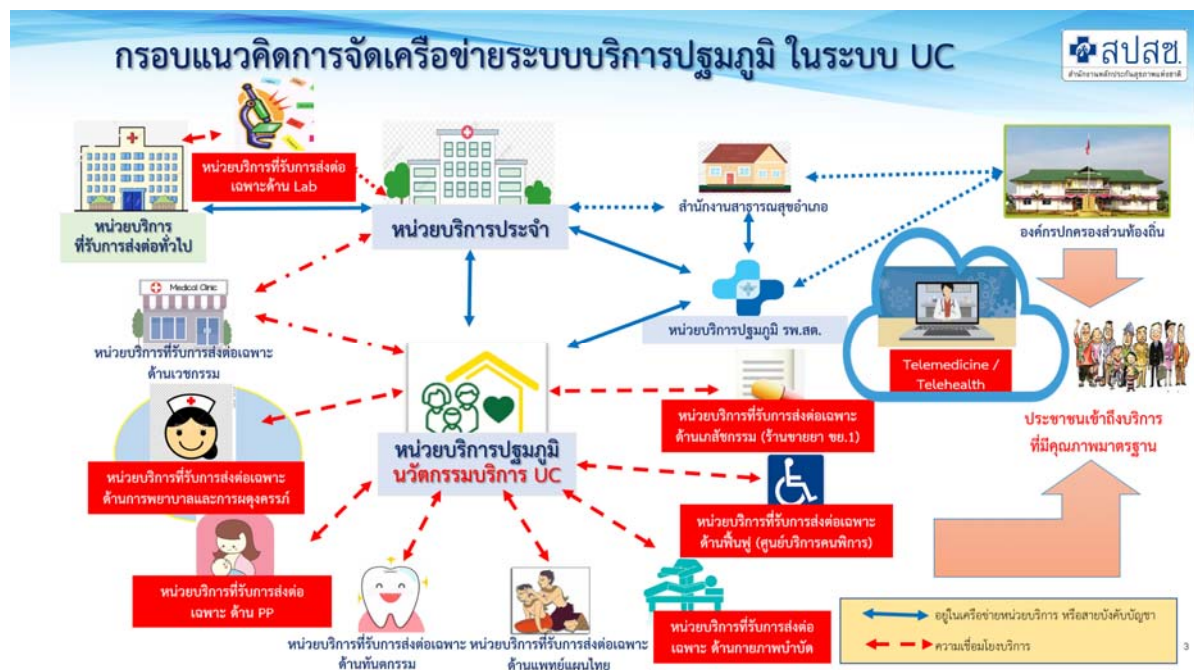 กรอบแนวคิดการจัดเครือข่ายระบบบริการปฐมภูมิ ในระบบ UC
สปสช.
สำนักงานหลักประกันสุขภาพแห่งชาติ
หน่วยบริการที่รับการส่งต่อ
เฉพาะด้าน Lab
หน่วยบริการ
ที่รับการส่งต่อทั่วไป
หน่วยบริการประจำ
สำนักงานสาธารณสุขอำเภอ
องค์กรปกครองส่วนท้องถิ่น
Medical Clinic
หน่วยบริการที่รับการส่งต่อเฉพาะ
ด้านเวชกรรม
หน่วยบริการปฐมภูมิ รพ.สต.
Telemedicine /
Telehealth
หน่วยบริการที่รับการส่งต่อเฉพาะ
ด้านเภสัชกรรม (ร้านขายยา ขย.1)
ประชาชนเข้าถึงบริการ
ที่มีคุณภาพมาตรฐาน
หน่วยบริการปฐมภูมิ
นวัตกรรมบริการ UC
หน่วยบริการที่รับการส่งต่อเฉพาะ
ด้านการพยาบาลและการผดุงครรภ์
หน่วยบริการที่รับการส่งต่อเฉพาะ
ด้านฟื้นฟู (ศูนย์บริการคนพิการ)
หน่วยบริการที่รับการส่งต่อ
เฉพาะ ด้าน PP
หน่วยบริการที่รับการส่งต่อเฉพาะ
ด้านทันตกรรม
หน่วยบริการที่รับการส่งต่อเฉพาะ
ด้านแพทย์แผนไทย
หน่วยบริการที่รับการส่งต่อ
เฉพาะ ด้านกายภาพบำบัด
อยู่ในเครือข่ายหน่วยบริการ หรือสายบังคับบัญชา
ความเชื่อมโยงบริการ
3